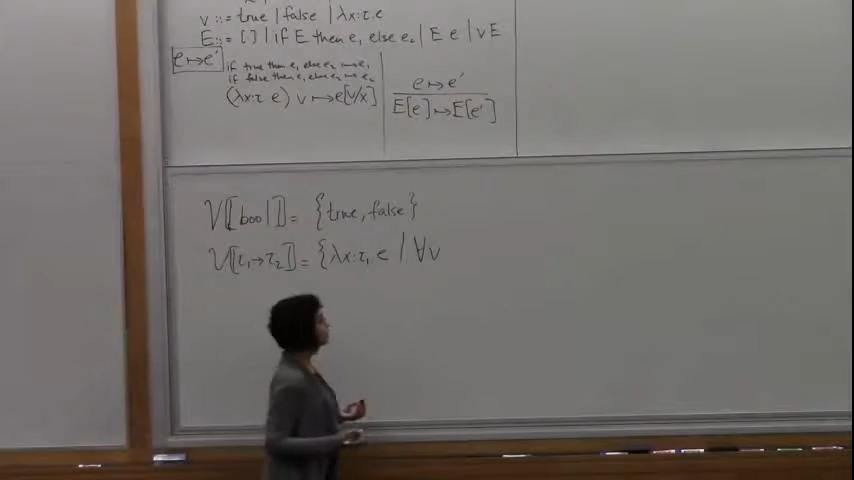 v ::= true | false | λx:τ.e
E ::= [ ] | if E then e₁ else e₂ | E e | v E
e ↦ e'
if true then e₁ else e₂ ↦ e₁
if false then e₁ else e₂ ↦ e₂
(λx:τ e) v ↦ e[v/x]
e ↦ e'
E[e] ↦ E[e']
V⟦bool⟧ = {true, false}
V⟦τ₁→τ₂⟧ = {λx:τ₁ e | ∀v